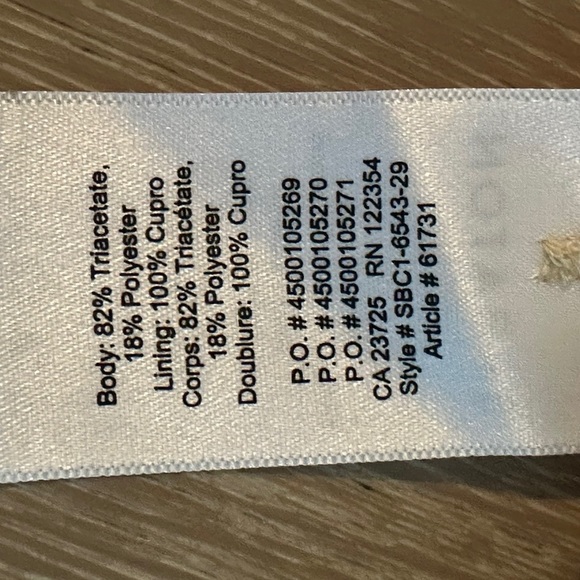 Body: 82% Triacetate,
18% Polyester
Lining: 100% Cupro
Corps: 82% Triacétate,
18% Polyester
Doublure: 100% Cupro
P.O. # 4500105269
P.O. # 4500105270
P.O. # 4500105271
CA 23725 RN 122354
Style # SBC1-6543-29
Article # 61731